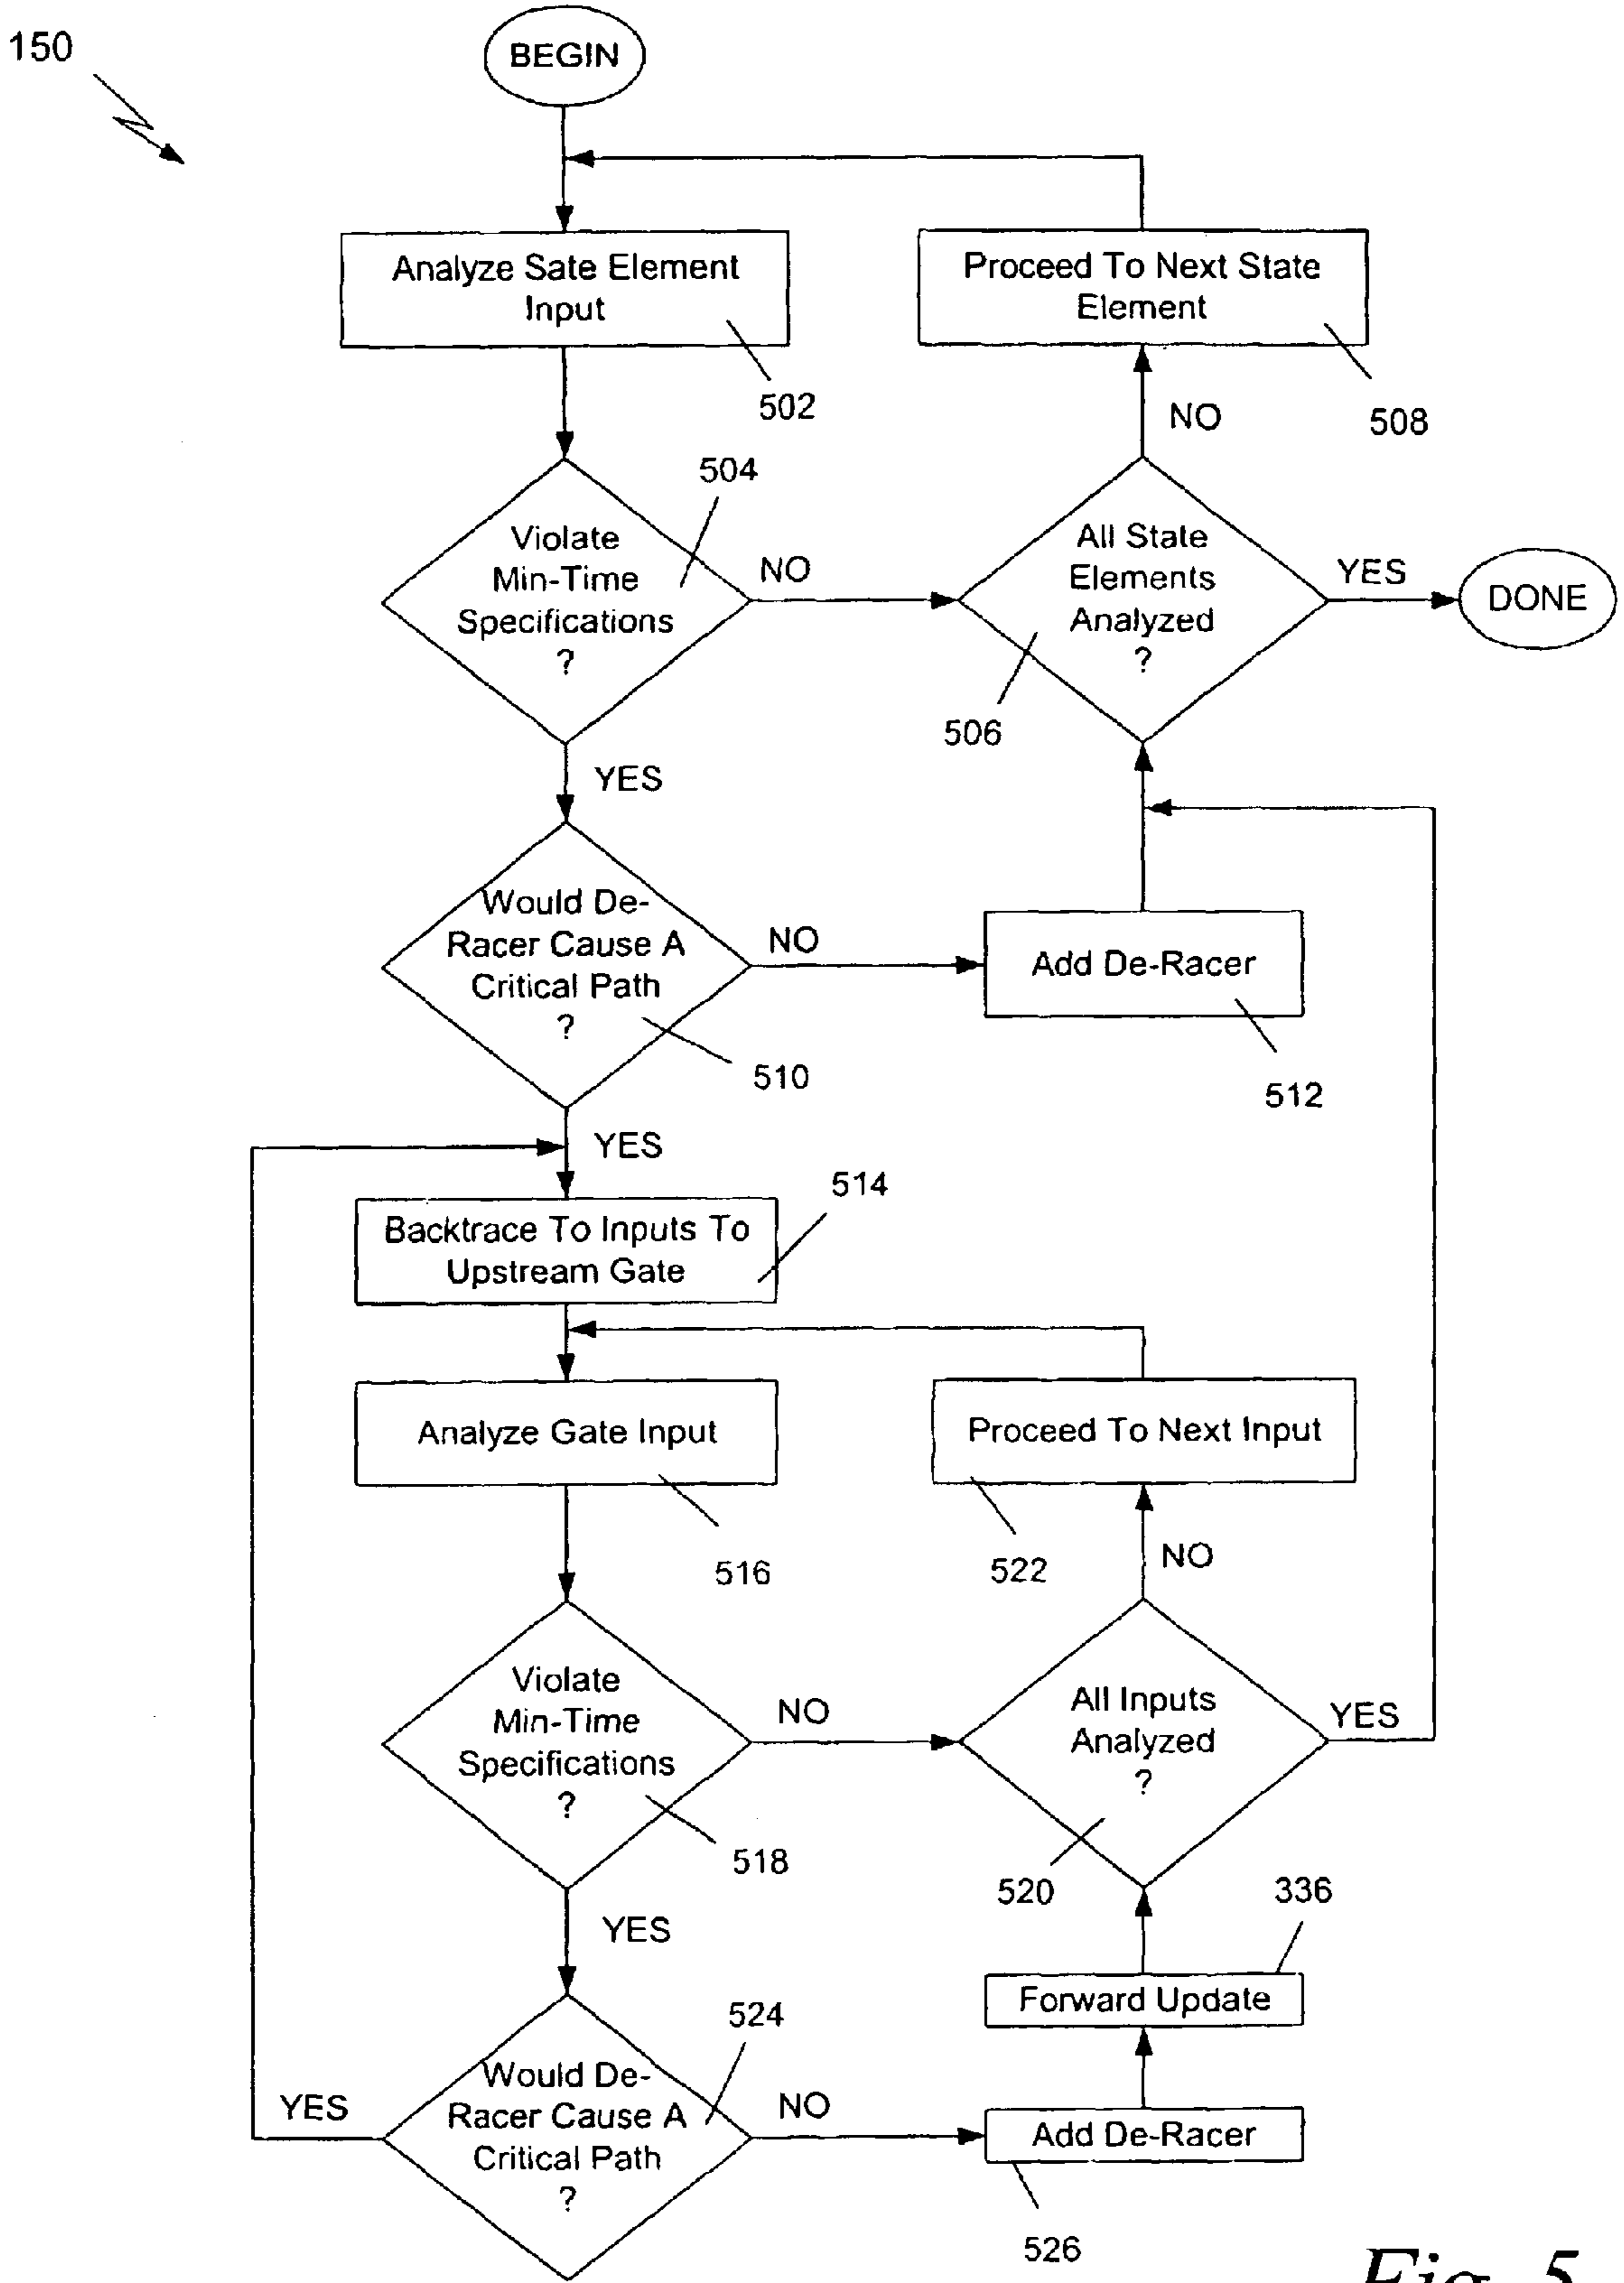 150
BEGIN
Analyze Sate Element
Input
502
Proceed To Next State
Element
508
NO
504
Violate
Min-Time
Specifications
?
NO
All State
Elements
Analyzed
?
506
YES
DONE
YES
Would De-
Racer Cause A
Critical Path
?
510
NO
Add De-Racer
512
YES
Backtrace To Inputs To
Upstream Gate
514
Analyze Gate Input
516
Proceed To Next Input
522
NO
Violate
Min-Time
Specifications
?
518
NO
All Inputs
Analyzed
?
520
YES
336
YES
Forward Update
524
Would De-
Racer Cause A
Critical Path
?
YES
NO
Add De-Racer
526
Fig. 5